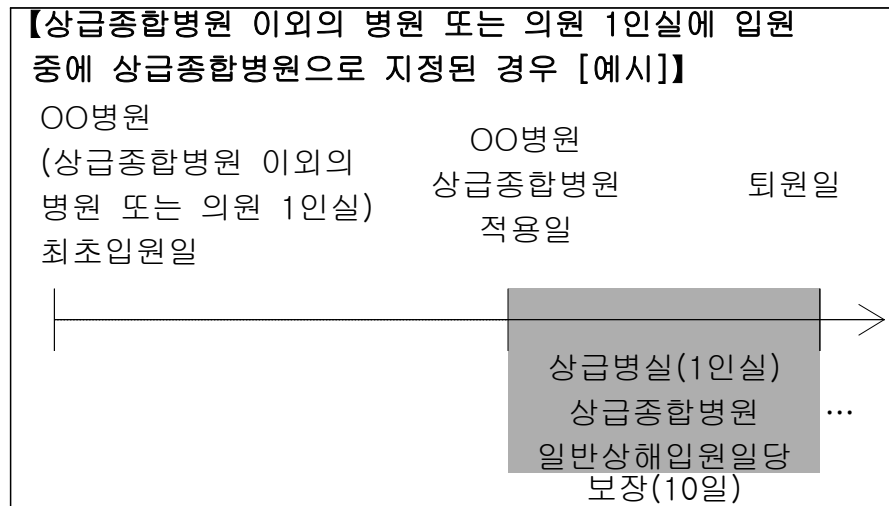 【상급종합병원 이외의 병원 또는 의원 1인실에 입원
중에 상급종합병원으로 지정된 경우 [예시]】
OO병원
(상급종합병원 이외의
병원 또는 의원 1인실)
최초입원일
OO병원
상급종합병원
적용일
퇴원일
상급병실(1인실)
상급종합병원
일반상해입원일당
보장(10일)
…